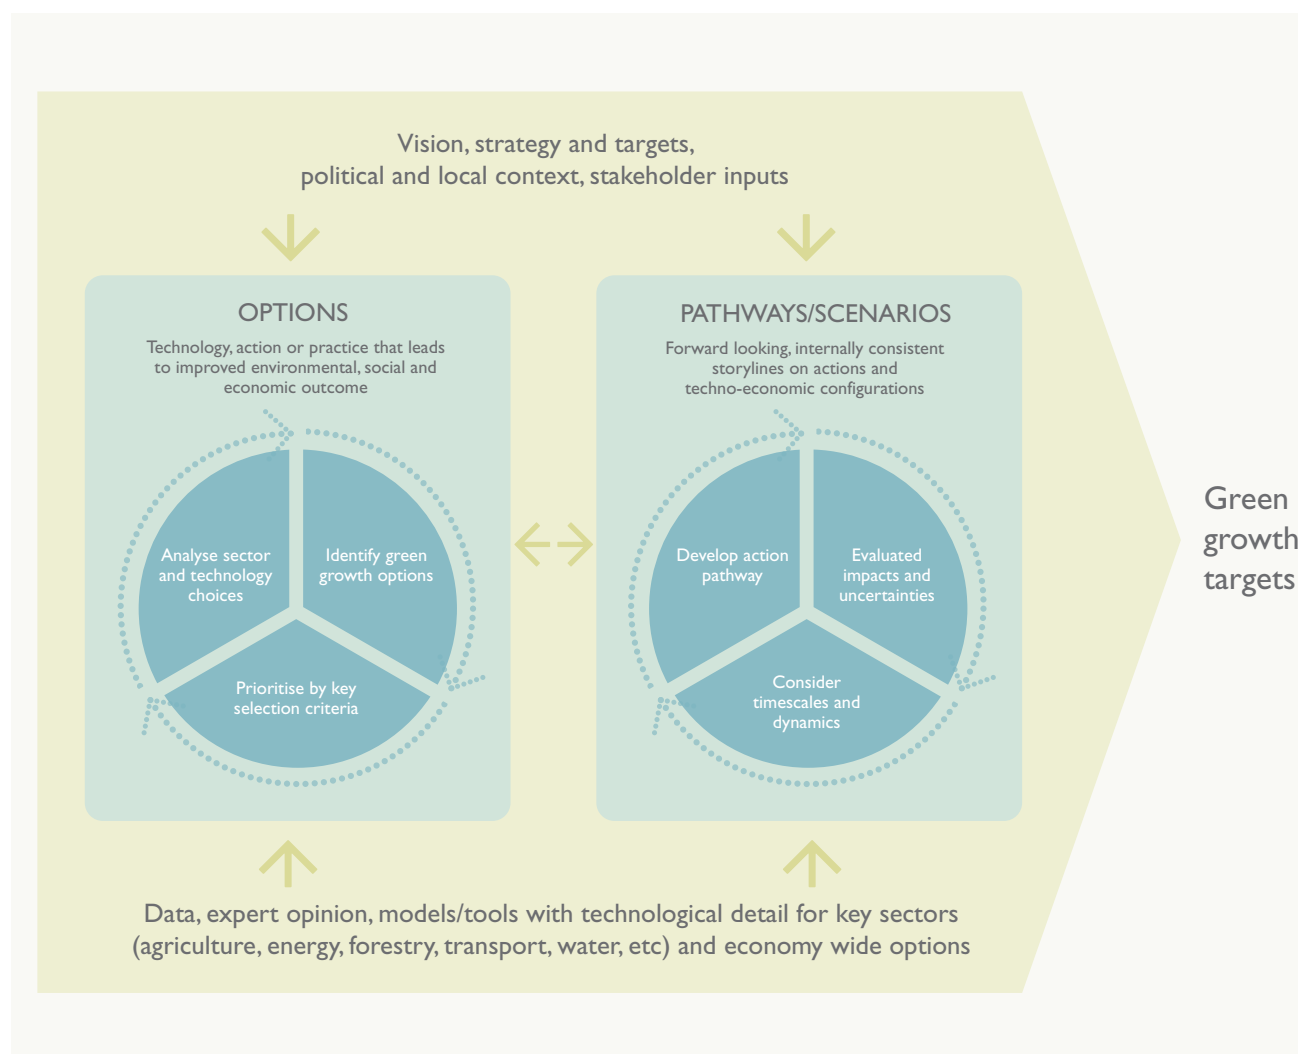 Vision, strategy and targets,
political and local context, stakeholder inputs
OPTIONS
Technology, action or practice that leads
to improved environmental, social and
economic outcome
Analyse sector
and technology
choices
Identify green
growth options
Prioritise by key
selection criteria
PATHWAYS/SCENARIOS
Forward looking, internally consistent
storylines on actions and
techno-economic configurations
Develop action
pathway
Evaluated
impacts and
uncertainties
Consider
timescales and
dynamics
Green
growth
targets
Data, expert opinion, models/tools with technological detail for key sectors
(agriculture, energy, forestry, transport, water, etc) and economy wide options